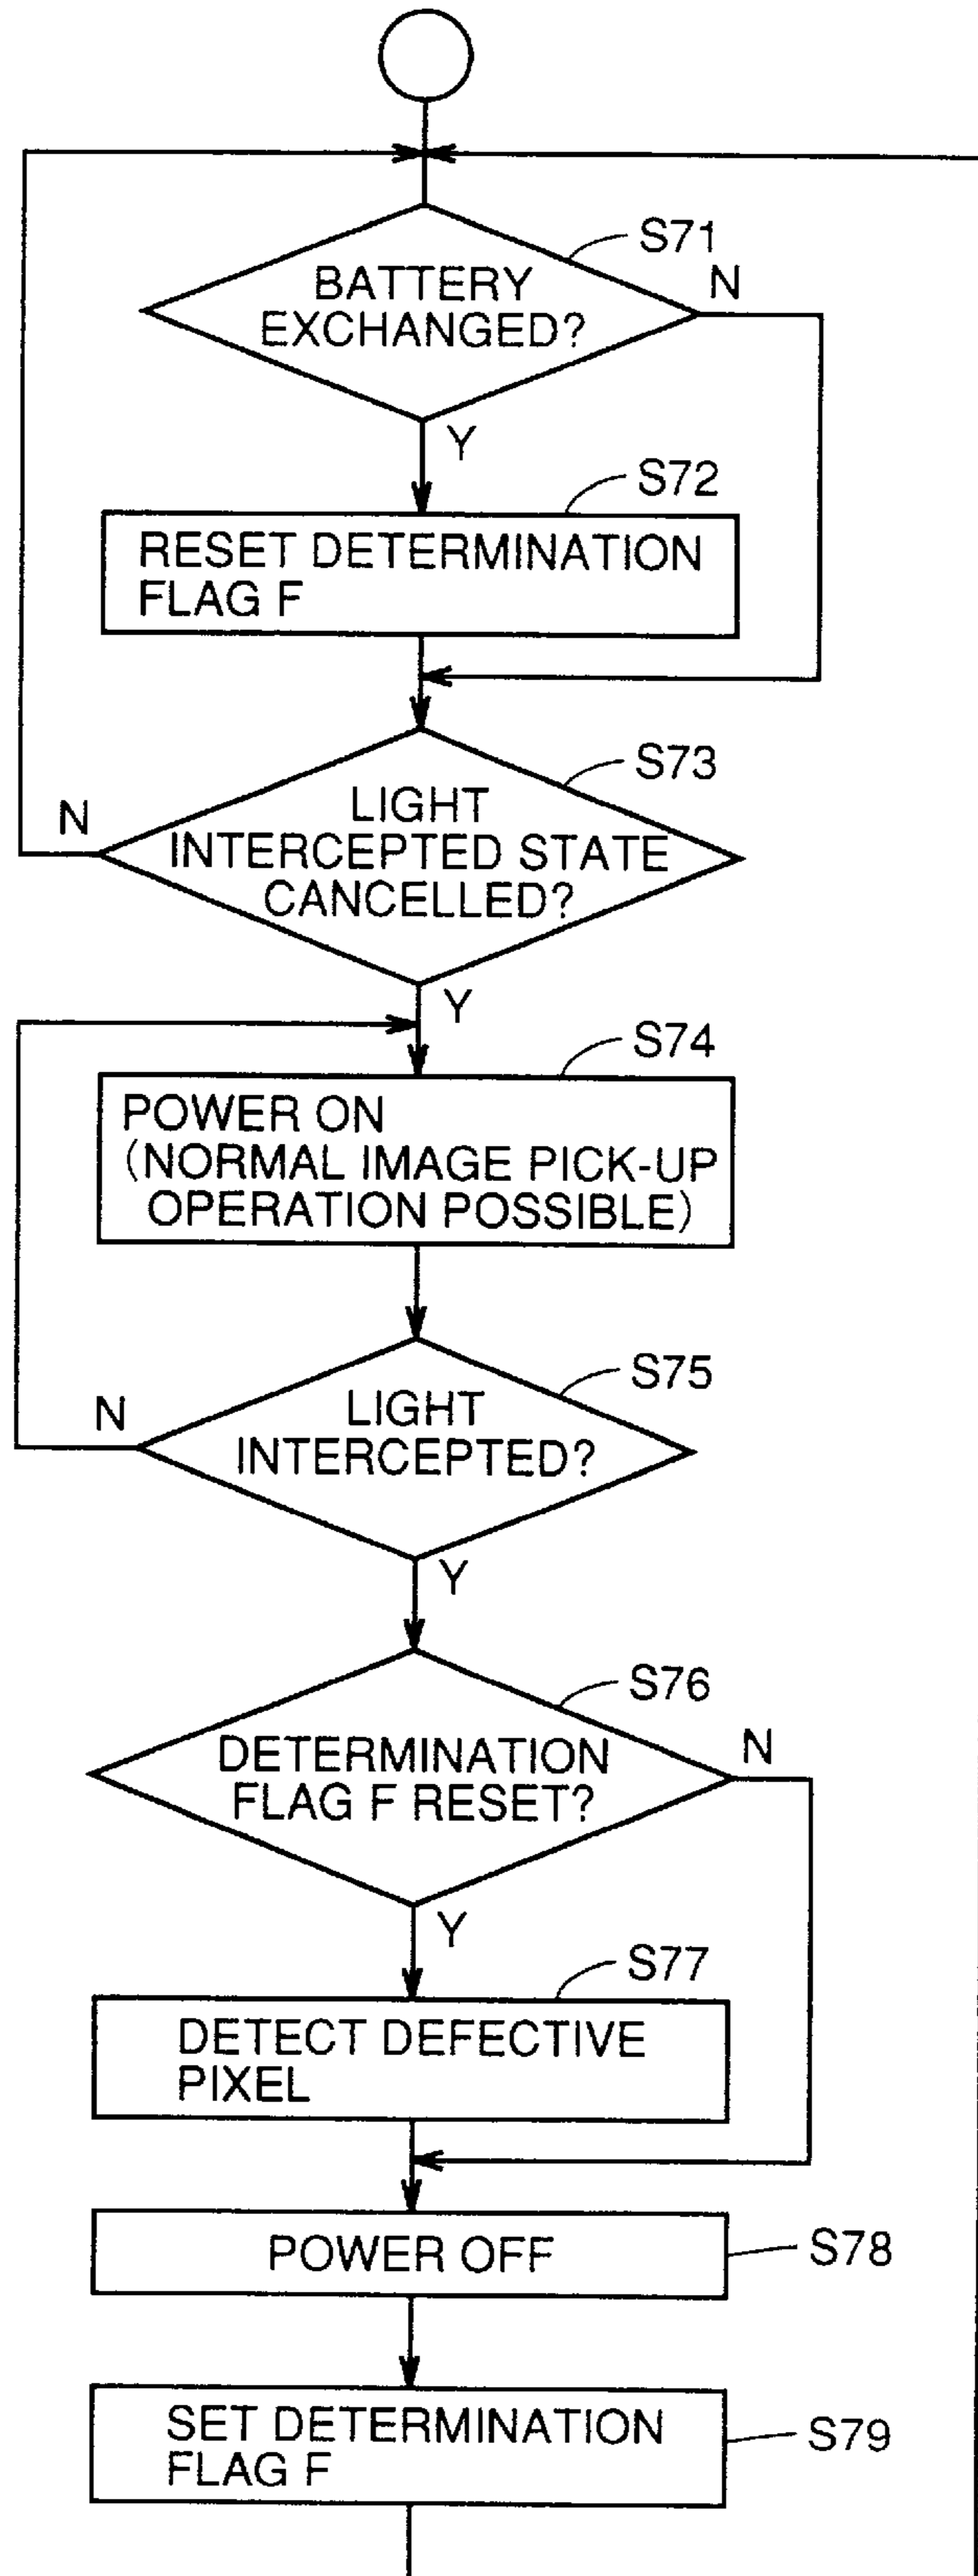 S71
BATTERY
EXCHANGED?
N
Y
S72
RESET DETERMINATION
FLAG F
S73
LIGHT
INTERCEPTED STATE
CANCELLED?
N
Y
S74
POWER ON
(NORMAL IMAGE PICK-UP
OPERATION POSSIBLE)
S75
LIGHT
INTERCEPTED?
N
Y
S76
DETERMINATION
FLAG F RESET?
N
Y
S77
DETECT DEFECTIVE
PIXEL
POWER OFF
S78
SET DETERMINATION
FLAG F
S79